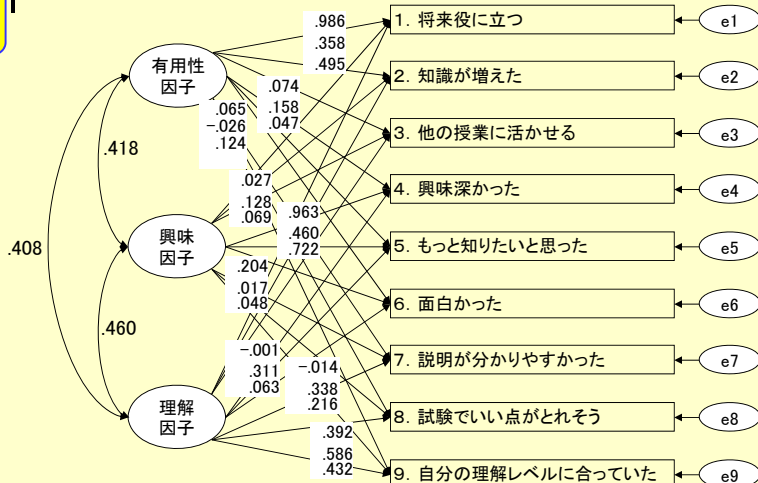 .986
1. 将来役に立つ
e1
.358
.495
有用性
因子
2. 知識が増えた
e2
.074
.158
.047
.065
-.026
.124
3. 他の授業に活かせる
e3
.418
.027
.128
.069
4. 興味深かった
e4
.963
.460
.722
.408
興味
因子
5. もっと知りたいと思った
e5
.204
.017
.048
6. 面白かった
e6
.460
-.001
.311
.063
7. 説明が分かりやすかった
e7
-.014
.338
.216
理解
因子
8. 試験でいい点がとれそう
e8
.392
.586
.432
9. 自分の理解レベルに合っていた
e9